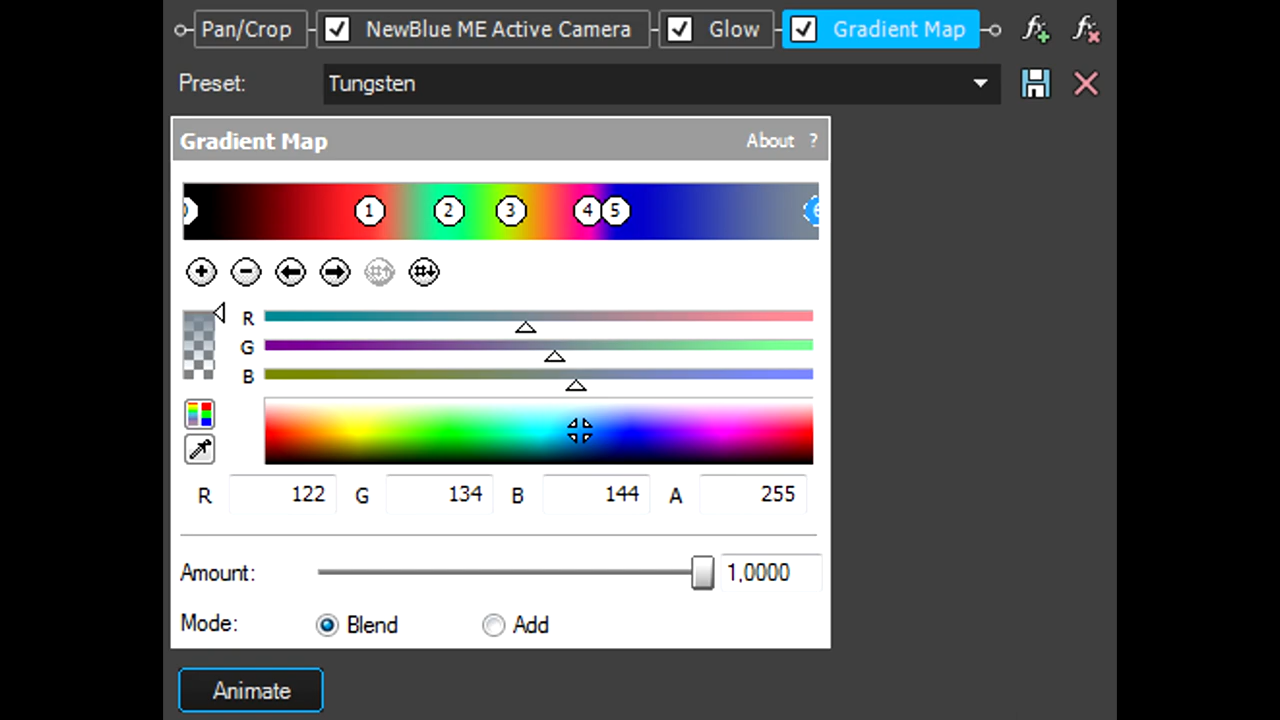 Pan/Crop NewBlue ME Active Camera Glow Gradient Map
Preset: Tungsten
Gradient Map About ?
1 2 3 4 5
R
G
B
R 122 G 134 B 144 A 255
Amount: 1,0000
Mode: Blend Add
Animate